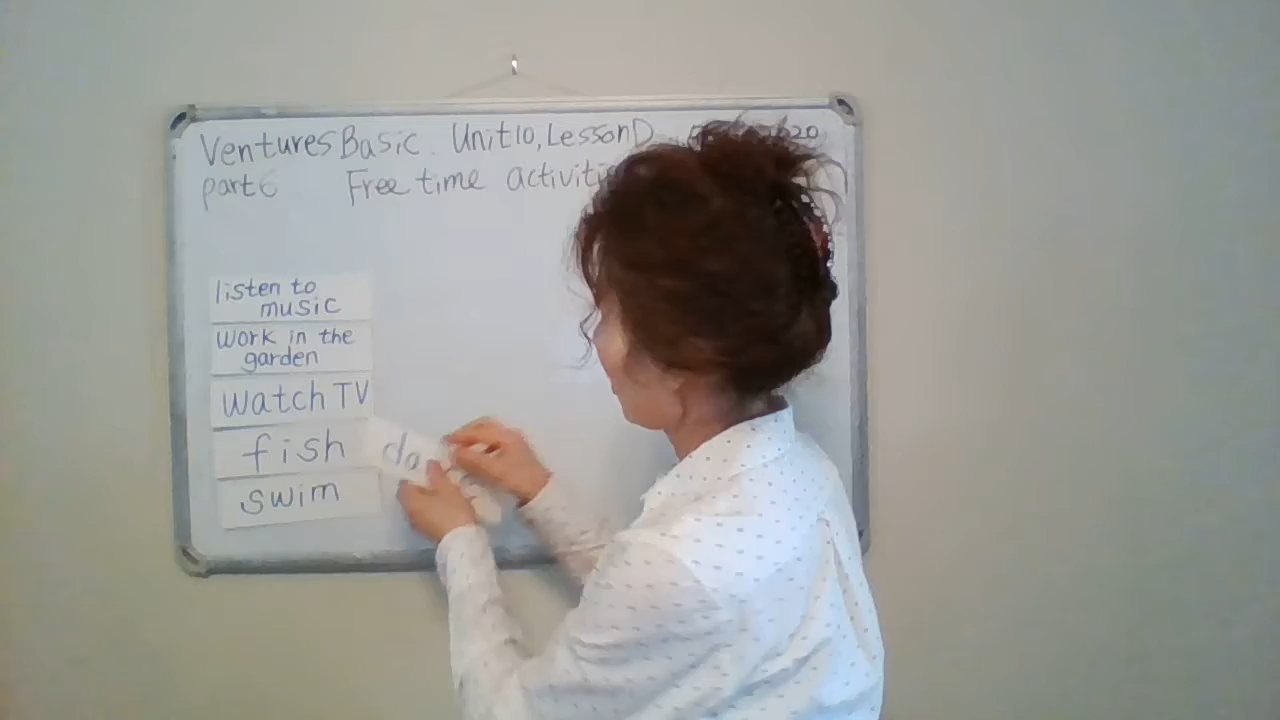 Ventures Basic Unit 10, Lesson D
part 6 Free time
listen to
music
work in the
garden
watch TV
fish
swim